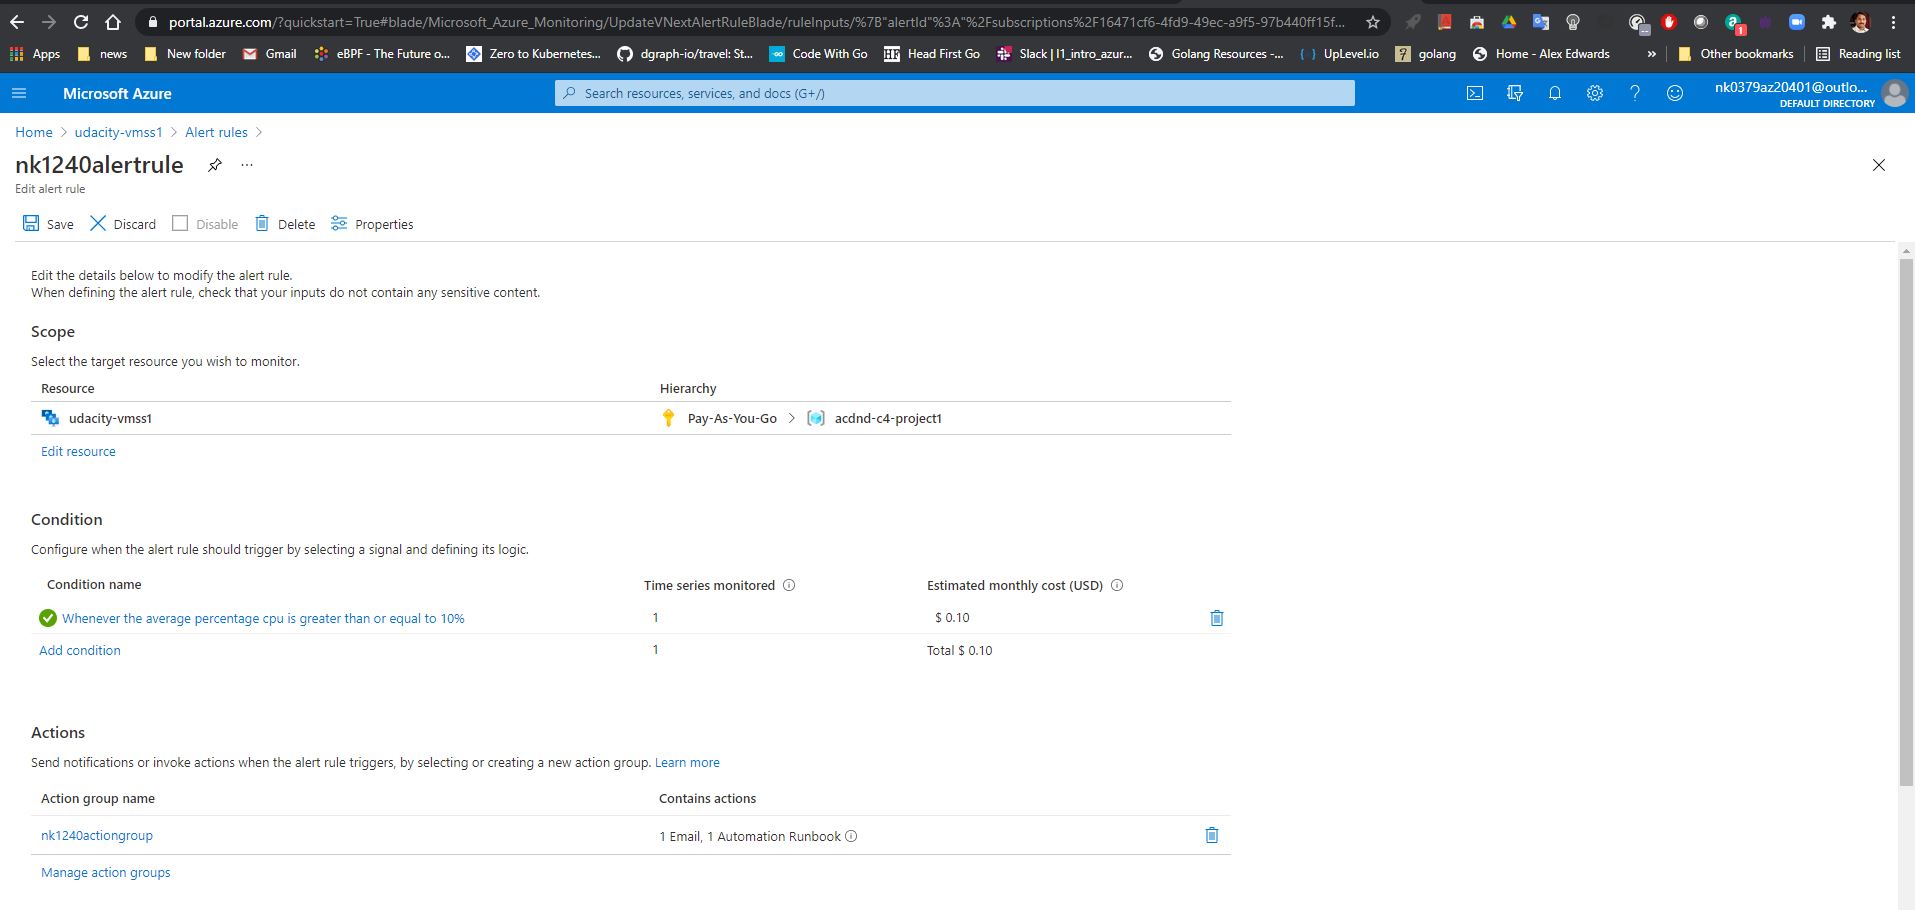 portal.azure.com/?quickstart=True#blade/Microsoft_Azure_Monitoring/UpdateVNextAlertRuleBlade/ruleInputs/%7B"alertId"%3A"%2Fsubscriptions%2F16471cf6-4fd9-49ec-a9f5-97b440ff15f...
Apps news New folder Gmail eBPF - The Future o... Zero to Kubernetes... dgraph-io/travel: St... Code With Go Head First Go Slack | l1_intro_azur... Golang Resources -... UpLevel.io golang Home - Alex Edwards » Other bookmarks Reading list
Microsoft Azure Search resources, services, and docs (G+/) nk0379az20401@outlo...
DEFAULT DIRECTORY
Home > udacity-vmss1 > Alert rules >
nk1240alertrule ...
Edit alert rule
Save Discard Disable Delete Properties
Edit the details below to modify the alert rule.
When defining the alert rule, check that your inputs do not contain any sensitive content.
Scope
Select the target resource you wish to monitor.
Resource Hierarchy
udacity-vmss1 Pay-As-You-Go > acdnd-c4-project1
Edit resource
Condition
Configure when the alert rule should trigger by selecting a signal and defining its logic.
Condition name Time series monitored Estimated monthly cost (USD)
Whenever the average percentage cpu is greater than or equal to 10% 1 $ 0.10
Add condition 1 Total $ 0.10
Actions
Send notifications or invoke actions when the alert rule triggers, by selecting or creating a new action group. Learn more
Action group name Contains actions
nk1240actiongroup 1 Email, 1 Automation Runbook
Manage action groups